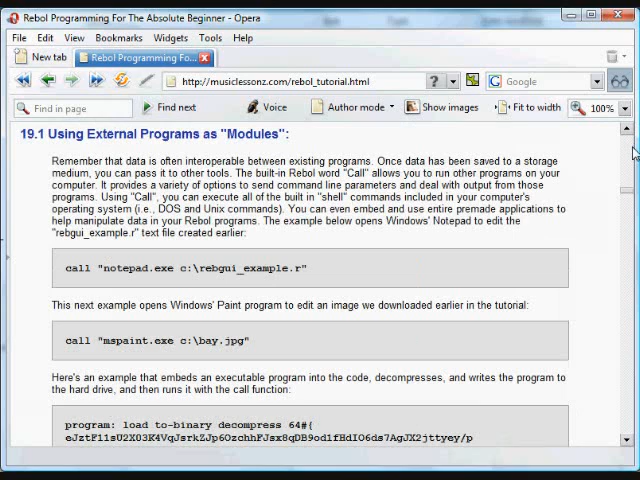 Rebol Programming For The Absolute Beginner - Opera
File Edit View Bookmarks Widgets Tools Help
New tab Rebol Programming Fo...
http://musiclessonz.com/rebol_tutorial.html ? Google
Find in page Find next Voice Author mode Show images Fit to width 100%
19.1 Using External Programs as "Modules":
Remember that data is often interoperable between existing programs. Once data has been saved to a storage
medium, you can pass it to other tools. The built-in Rebol word "Call" allows you to run other programs on your
computer. It provides a variety of options to send command line parameters and deal with output from those
programs. Using "Call", you can execute all of the built in "shell" commands included in your computer's
operating system (i.e., DOS and Unix commands). You can even embed and use entire premade applications to
help manipulate data in your Rebol programs. The example below opens Windows' Notepad to edit the
"rebgui_example.r" text file created earlier:
call "notepad.exe c:\rebgui_example.r"
This next example opens Windows' Paint program to edit an image we downloaded earlier in the tutorial:
call "mspaint.exe c:\bay.jpg"
Here's an example that embeds an executable program into the code, decompresses, and writes the program to
the hard drive, and then runs it with the call function:
program: load to-binary decompress 64#{
eJztF11sU2X03K4VqJsrkZJp6OzchhFJsx8qDB9od1fHdIO6ds7AgJX2jttyey/p